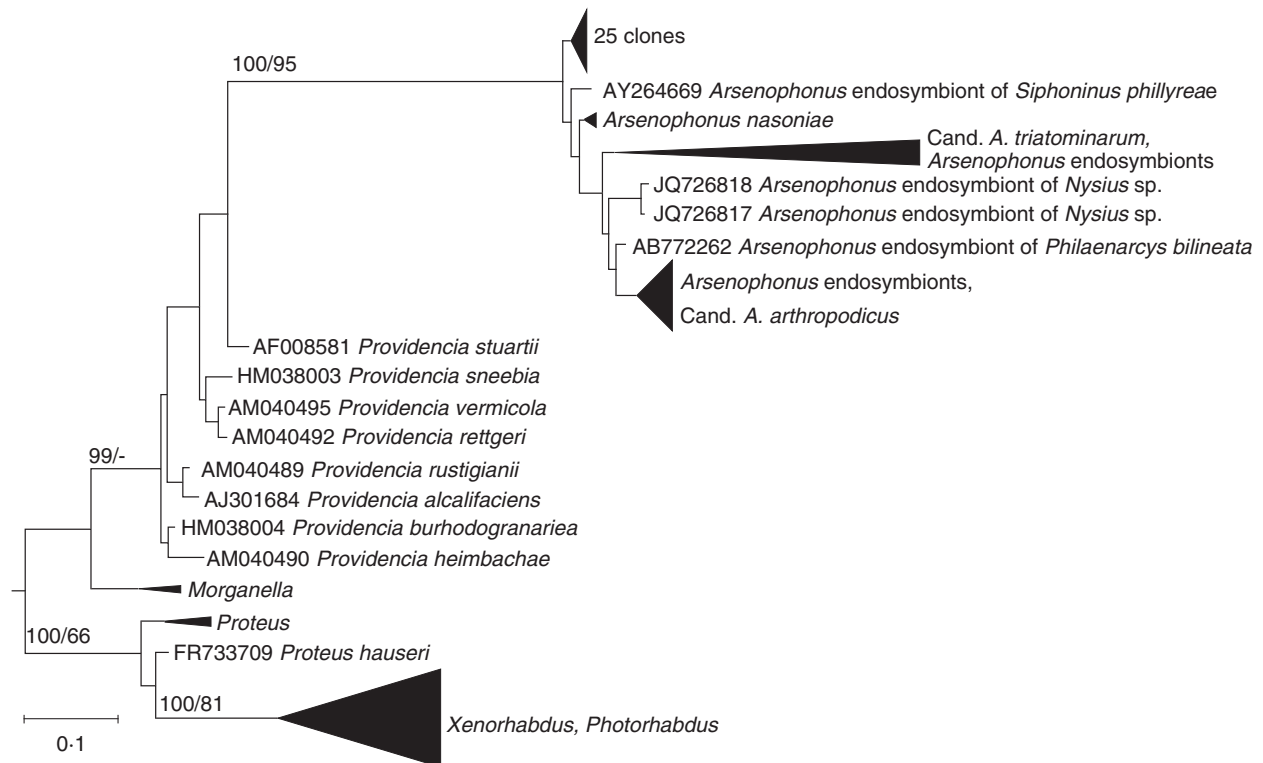 25 clones
100/95
AY264669 Arsenophonus endosymbiont of Siphoninus phillyreae
Arsenophonus nasoniae
Cand. A. triatominarum,
Arsenophonus endosymbionts
JQ726818 Arsenophonus endosymbiont of Nysius sp.
JQ726817 Arsenophonus endosymbiont of Nysius sp.
AB772262 Arsenophonus endosymbiont of Philaenarcys bilineata
Arsenophonus endosymbionts,
Cand. A. arthropodicus
AF008581 Providencia stuartii
HM038003 Providencia sneebia
AM040495 Providencia vermicola
AM040492 Providencia rettgeri
99/-
AM040489 Providencia rustigianii
AJ301684 Providencia alcalifaciens
HM038004 Providencia burhodogranariea
AM040490 Providencia heimbachae
Morganella
Proteus
100/66
FR733709 Proteus hauseri
100/81
Xenorhabdus, Photorhabdus
0·1